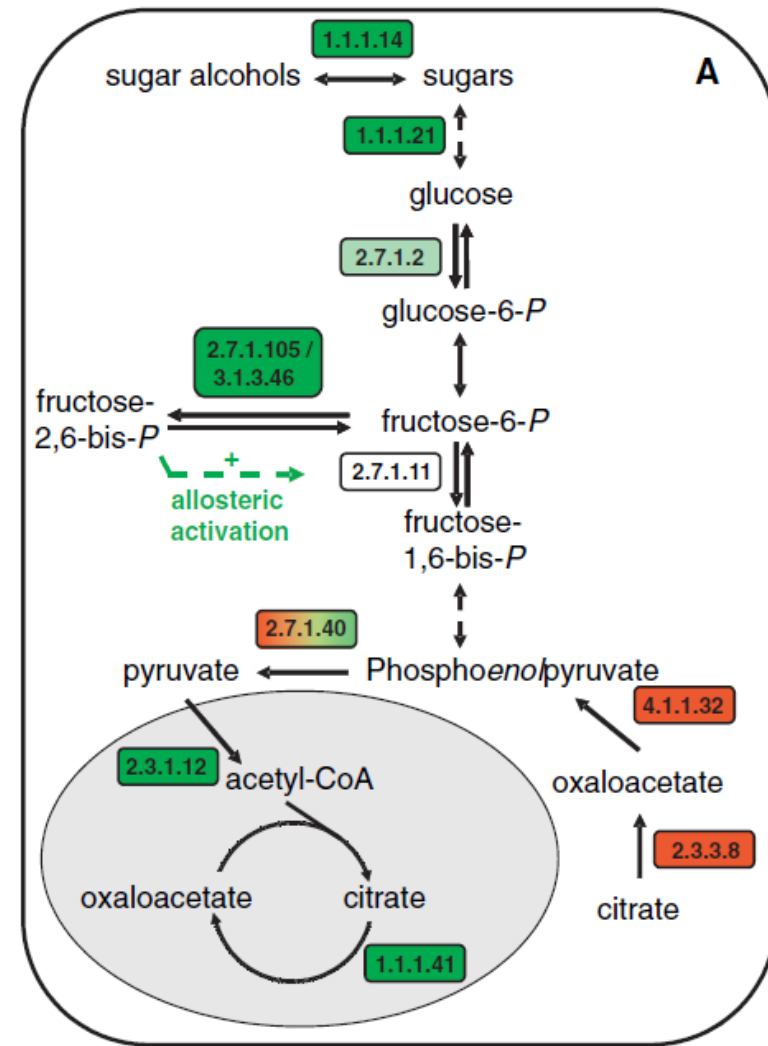 1.1.1.14
A
sugar alcohols
sugars
1.1.1.21
glucose
2.7.1.2
glucose-6-P
2.7.1.105 /
3.1.3.46
fructose-
2,6-bis-P
fructose-6-P
+
allosteric
activation
2.7.1.11
fructose-
1,6-bis-P
2.7.1.40
pyruvate
Phosphoenolpyruvate
4.1.1.32
2.3.1.12
acetyl-CoA
oxaloacetate
2.3.3.8
oxaloacetate
citrate
citrate
1.1.1.41